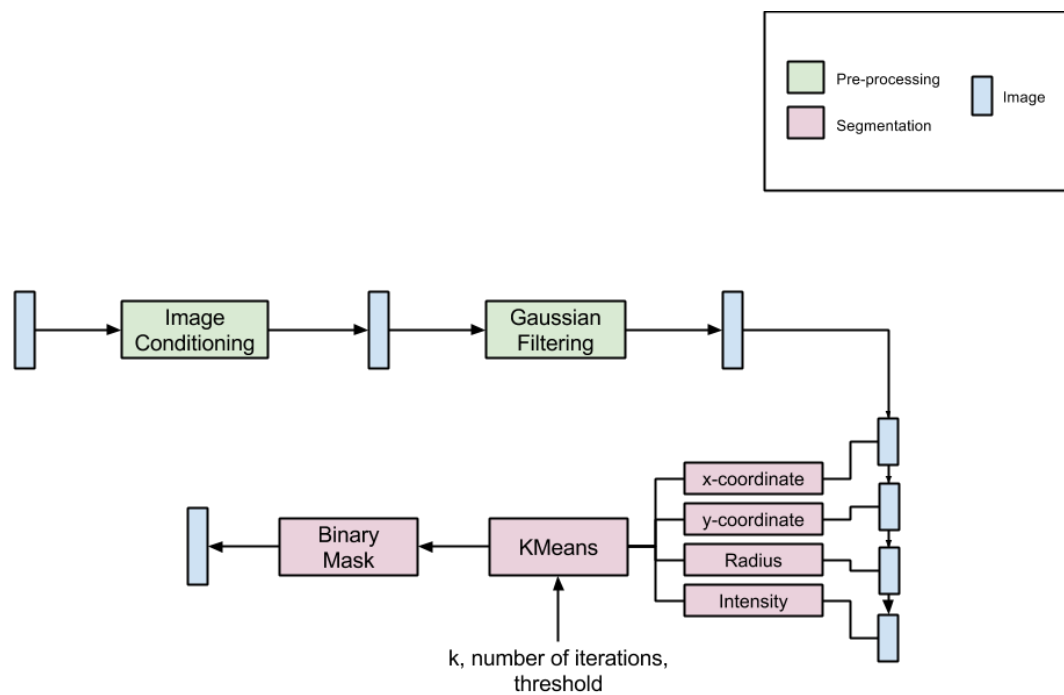 Pre-processing
Image
Segmentation
Image
Conditioning
Gaussian
Filtering
x-coordinate
y-coordinate
Binary
Mask
KMeans
Radius
Intensity
k, number of iterations,
threshold